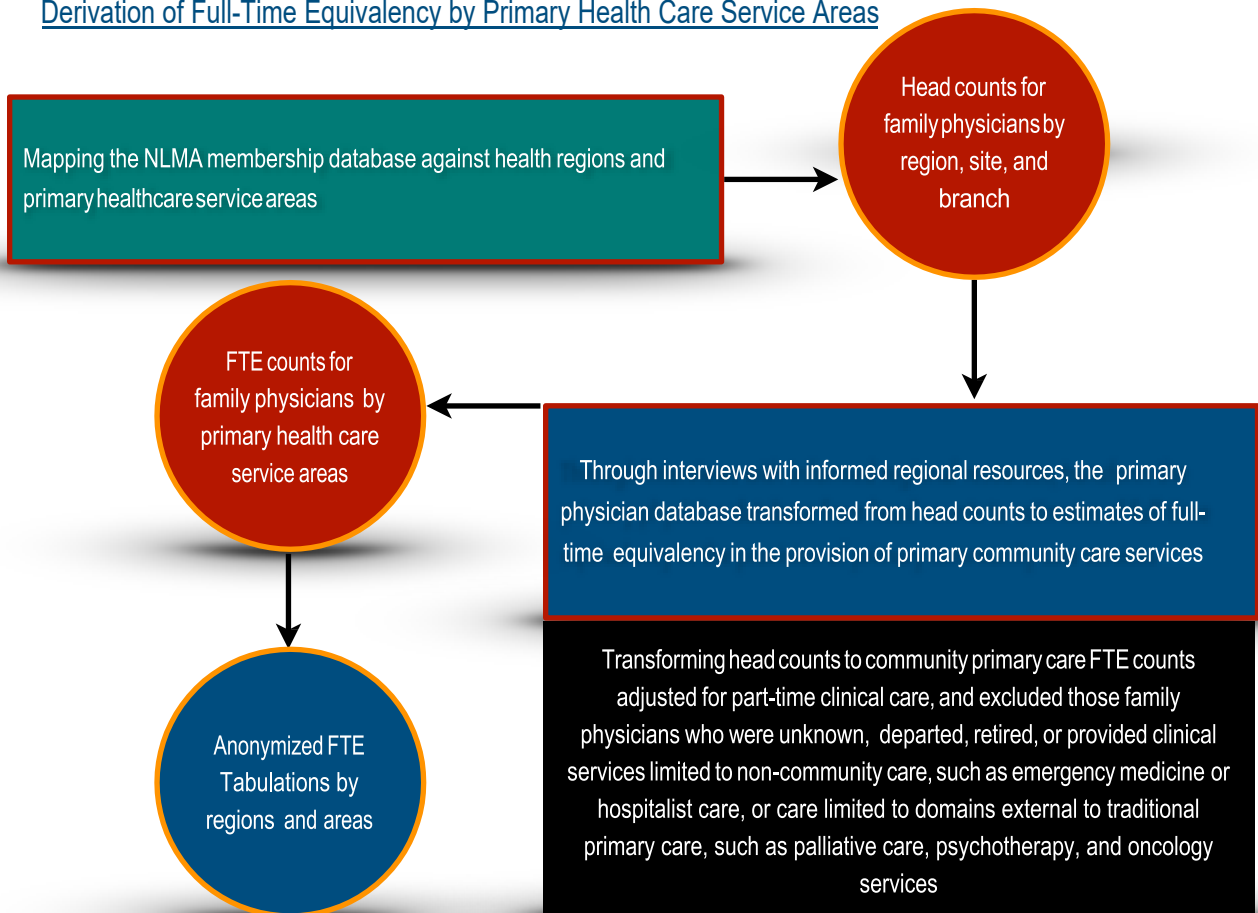 Derivation of Full-Time Equivalency by Primary Health Care Service Areas
Mapping the NLMA membership database against health regions and
primary healthcare service areas
Head counts for
family physicians by
region, site, and
branch
Through interviews with informed regional resources, the primary
physician database transformed from head counts to estimates of full-
time equivalency in the provision of primary community care services
Transforming head counts to community primary care FTE counts
adjusted for part-time clinical care, and excluded those family
physicians who were unknown, departed, retired, or provided clinical
services limited to non-community care, such as emergency medicine or
hospitalist care, or care limited to domains external to traditional
primary care, such as palliative care, psychotherapy, and oncology
services
FTE counts for
family physicians by
primary health care
service areas
Anonymized FTE
Tabulations by
regions and areas